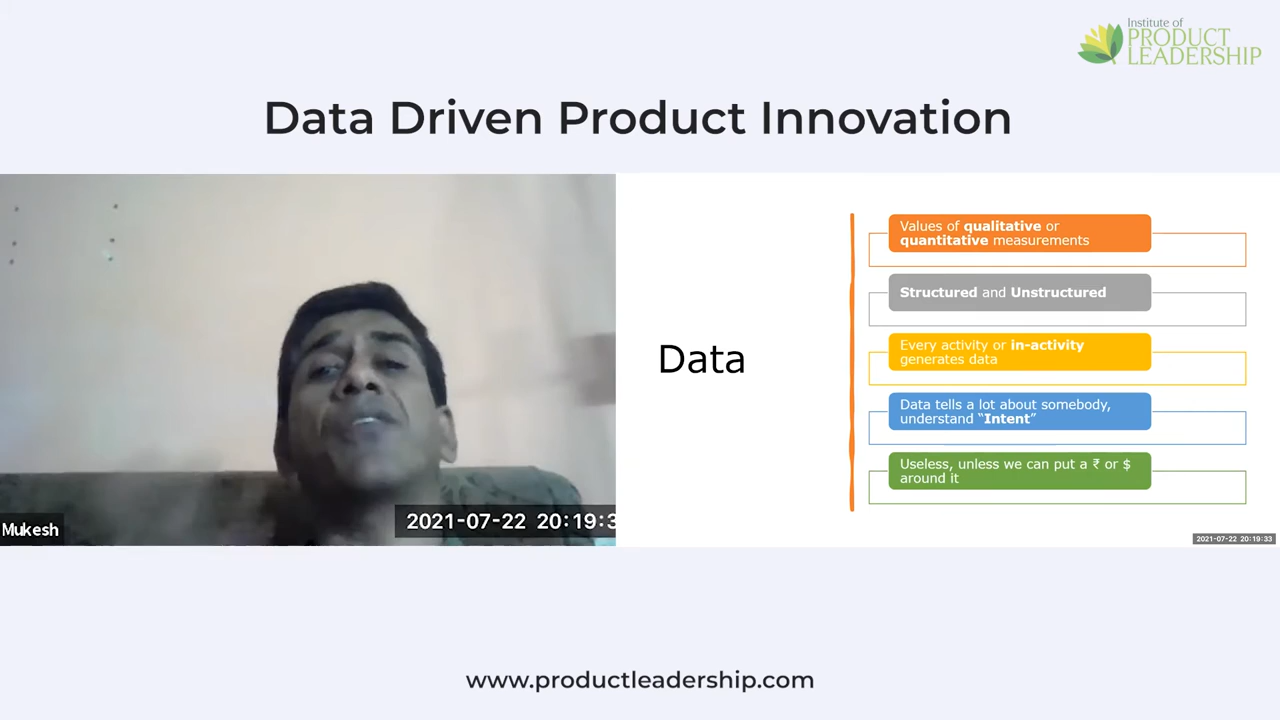 Institute of
PRODUCT
LEADERSHIP
Data Driven Product Innovation
Mukesh
2021-07-22 20:19:3
Data
Values of qualitative or
quantitative measurements
Structured and Unstructured
Every activity or in-activity
generates data
Data tells a lot about somebody,
understand “Intent”
Useless, unless we can put a ₹ or $
around it
2021-07-22 20:19:33
www.productleadership.com